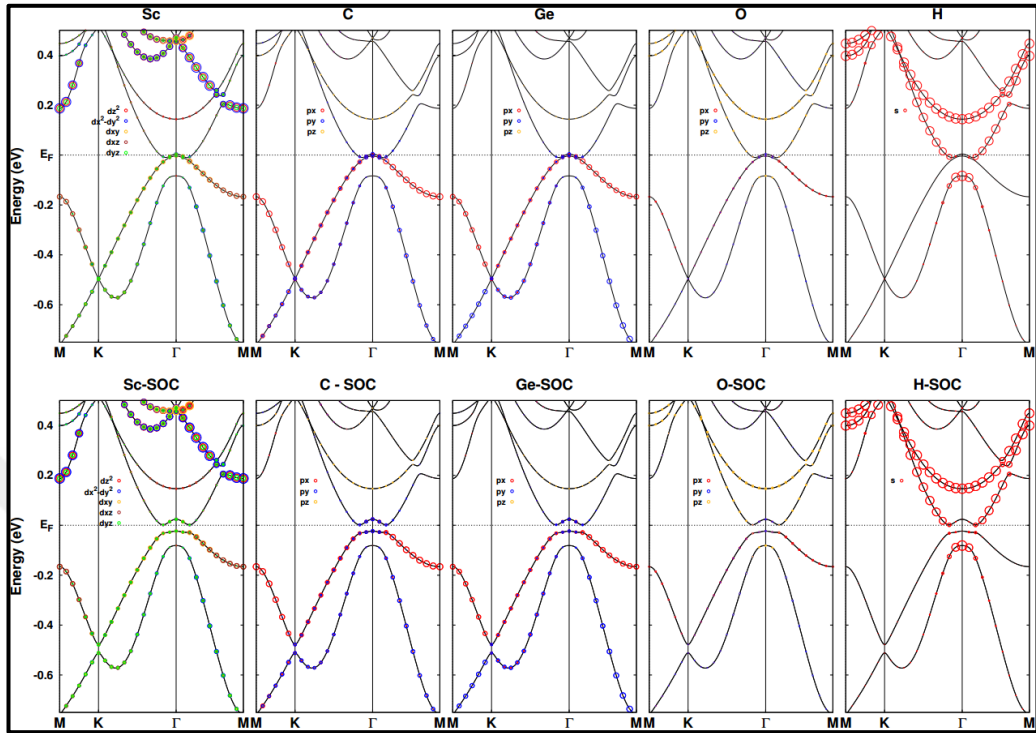 Sc C Ge O H
Energy (eV)
0.4
0.2
E_F
-0.2
-0.4
-0.6
dz²
dx²-dy²
dxy
dxz
dyz
px
py
pz
px
py
pz
px
py
pz
s
M K Γ M K Γ M K Γ M K Γ M K Γ M
Sc-SOC C - SOC Ge-SOC O-SOC H-SOC
Energy (eV)
0.4
0.2
E_F
-0.2
-0.4
-0.6
dz²
dx²-dy²
dxy
dxz
dyz
px
py
pz
px
py
pz
px
py
pz
s
M K Γ M K Γ M K Γ M K Γ M K Γ M